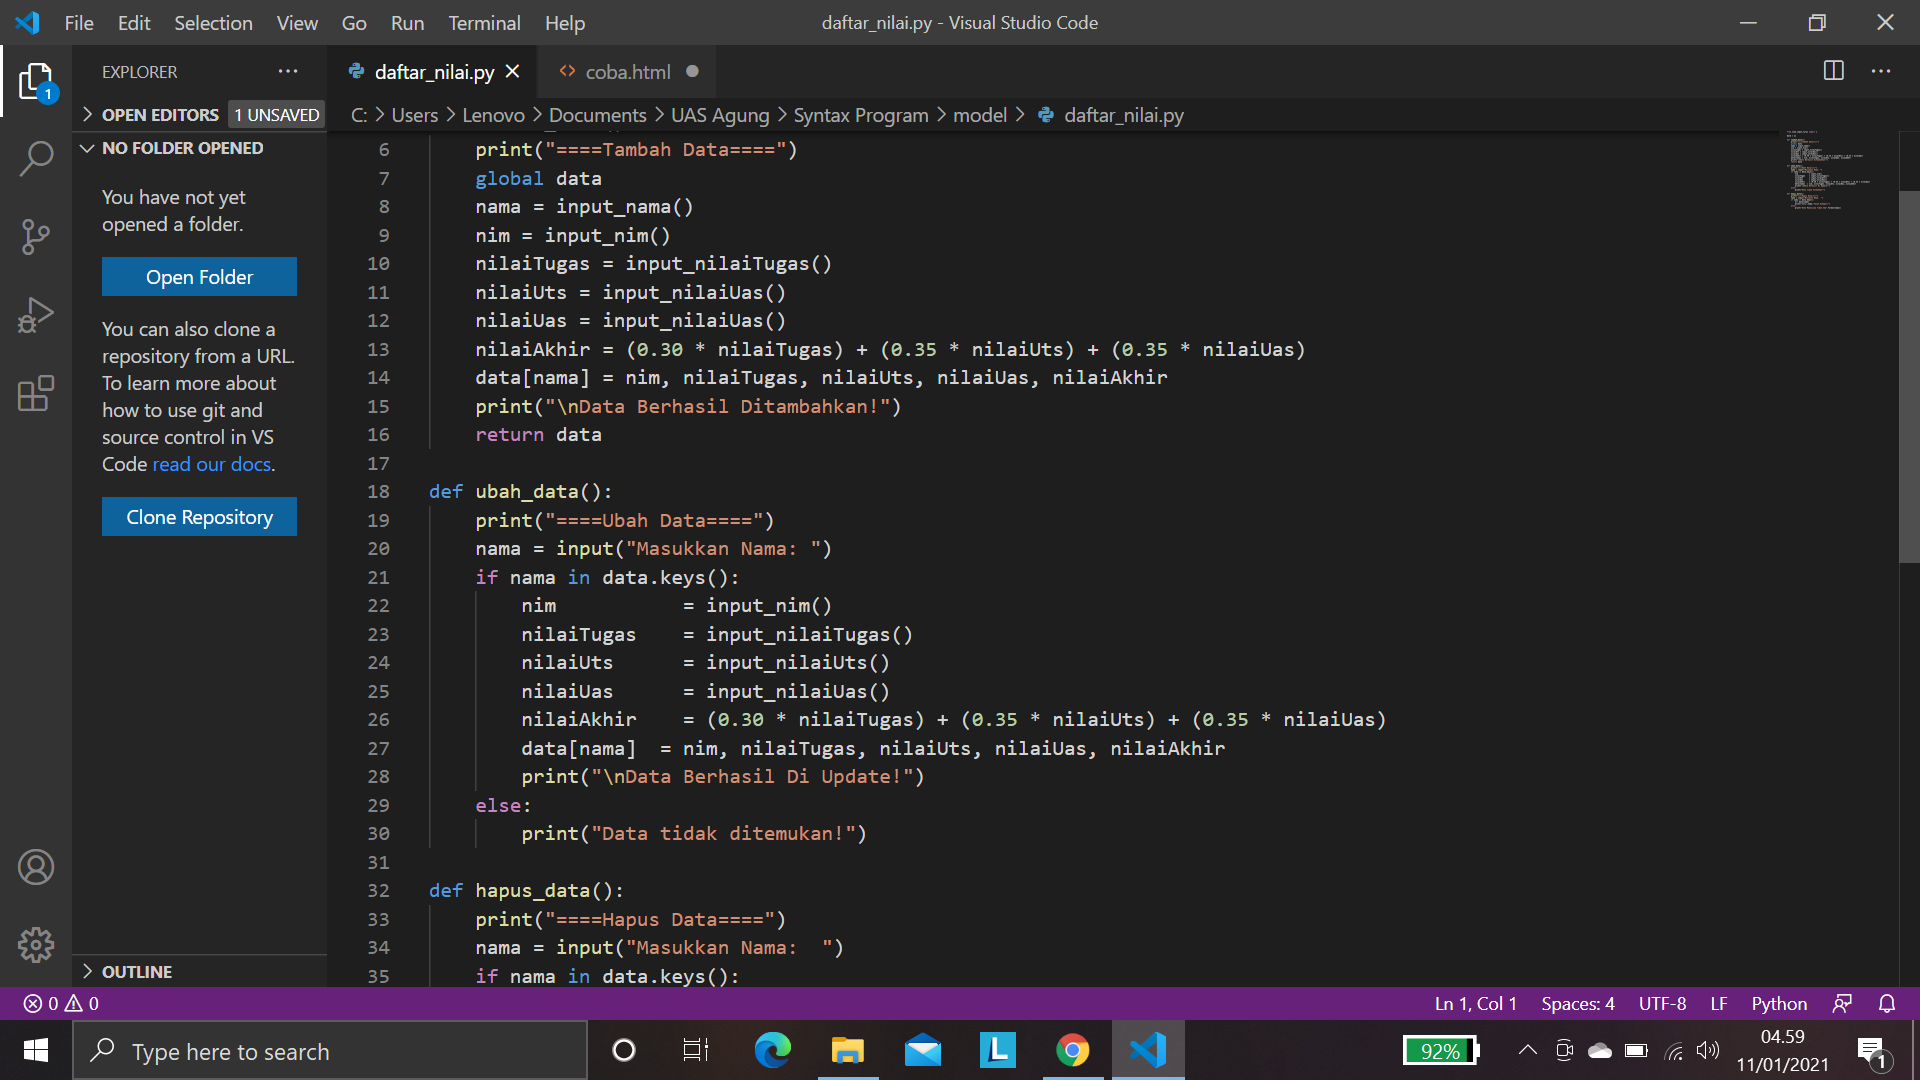 File Edit Selection View Go Run Terminal Help
daftar_nilai.py - Visual Studio Code
EXPLORER
OPEN EDITORS 1 UNSAVED
NO FOLDER OPENED
You have not yet
opened a folder.
Open Folder
You can also clone a
repository from a URL.
To learn more about
how to use git and
source control in VS
Code read our docs.
Clone Repository
OUTLINE
daftar_nilai.py
coba.html
C: > Users > Lenovo > Documents > UAS Agung > Syntax Program > model > daftar_nilai.py
6 print("====Tambah Data====")
7 global data
8 nama = input_nama()
9 nim = input_nim()
10 nilaiTugas = input_nilaiTugas()
11 nilaiUts = input_nilaiUas()
12 nilaiUas = input_nilaiUas()
13 nilaiAkhir = (0.30 * nilaiTugas) + (0.35 * nilaiUts) + (0.35 * nilaiUas)
14 data[nama] = nim, nilaiTugas, nilaiUts, nilaiUas, nilaiAkhir
15 print("\nData Berhasil Ditambahkan!")
16 return data
17
18 def ubah_data():
19 print("====Ubah Data====")
20 nama = input("Masukkan Nama: ")
21 if nama in data.keys():
22 nim = input_nim()
23 nilaiTugas = input_nilaiTugas()
24 nilaiUts = input_nilaiUts()
25 nilaiUas = input_nilaiUas()
26 nilaiAkhir = (0.30 * nilaiTugas) + (0.35 * nilaiUts) + (0.35 * nilaiUas)
27 data[nama] = nim, nilaiTugas, nilaiUts, nilaiUas, nilaiAkhir
28 print("\nData Berhasil Di Update!")
29 else:
30 print("Data tidak ditemukan!")
31
32 def hapus_data():
33 print("====Hapus Data====")
34 nama = input("Masukkan Nama:  ")
35 if nama in data.keys():
0 0
Ln 1, Col 1 Spaces: 4 UTF-8 LF Python
Type here to search
92%
04.59
11/01/2021
1